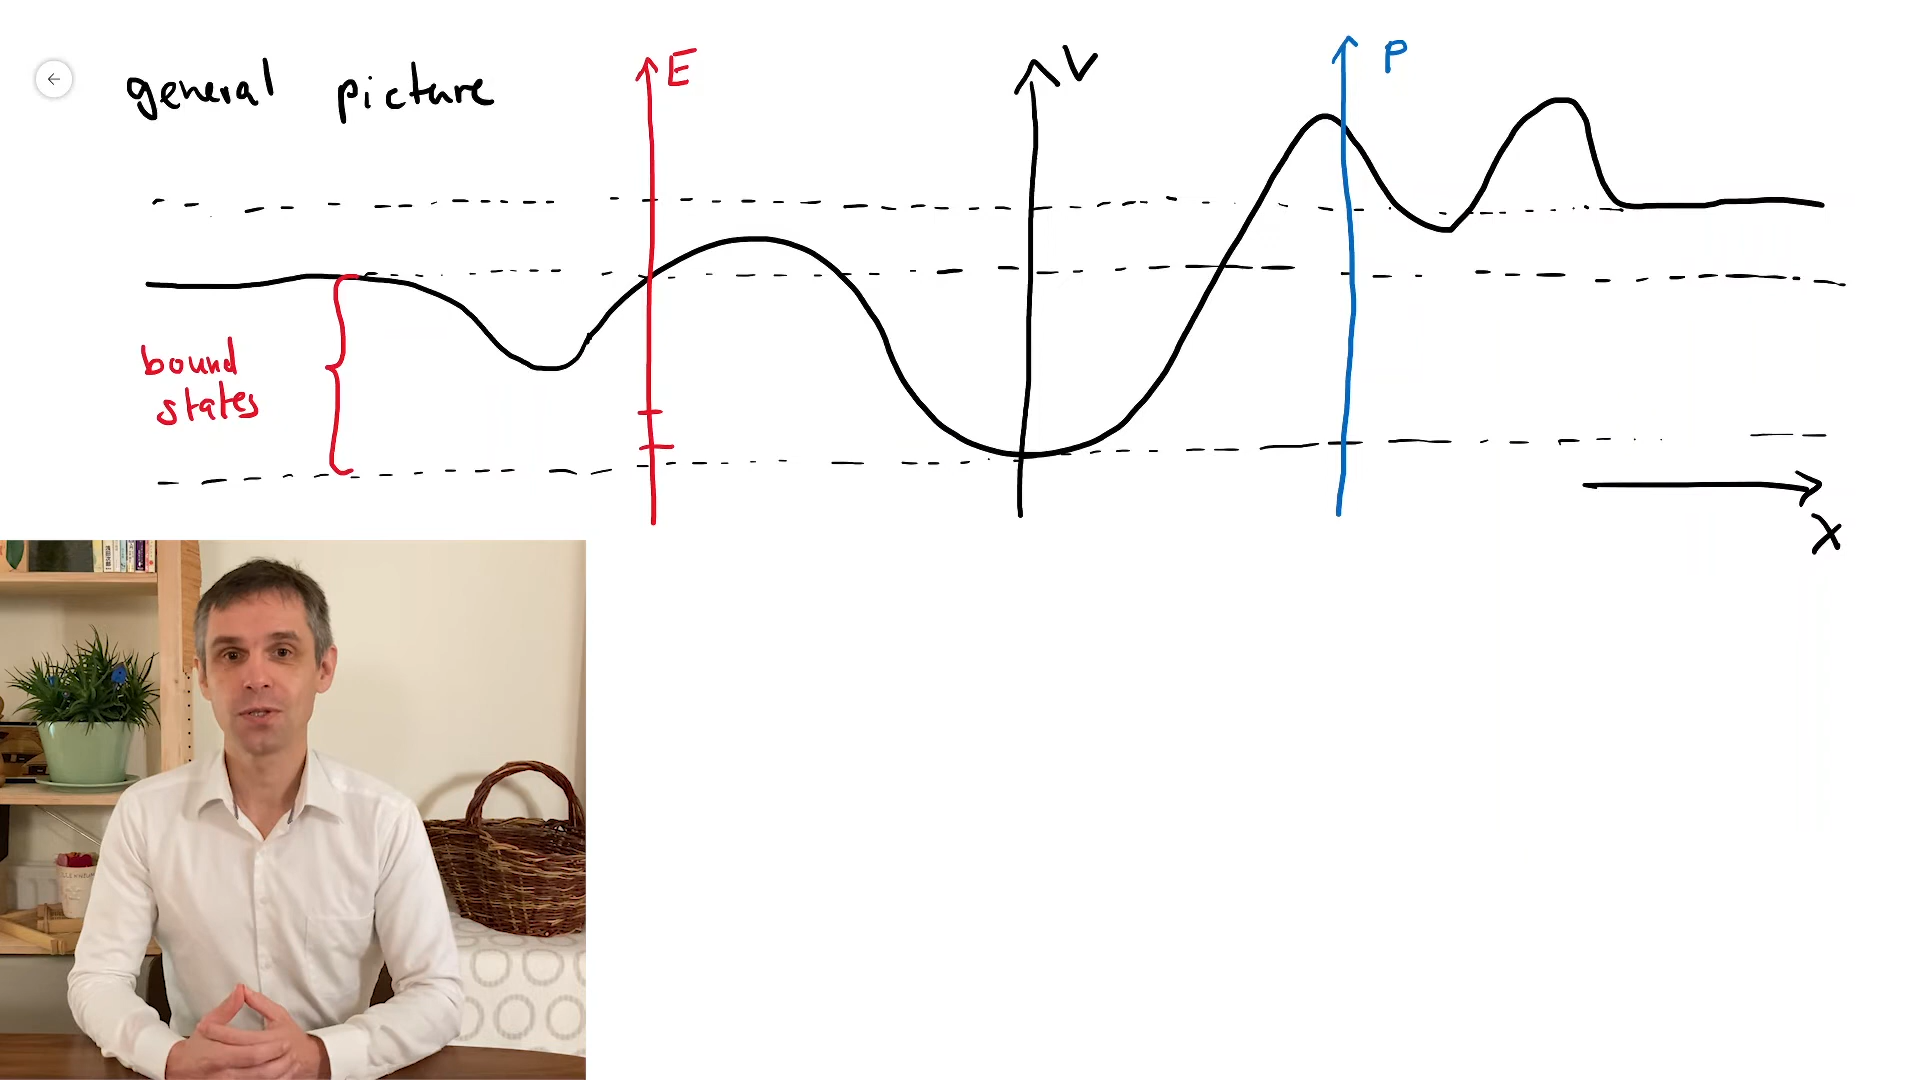 general picture
E
V
P
bound
states
x